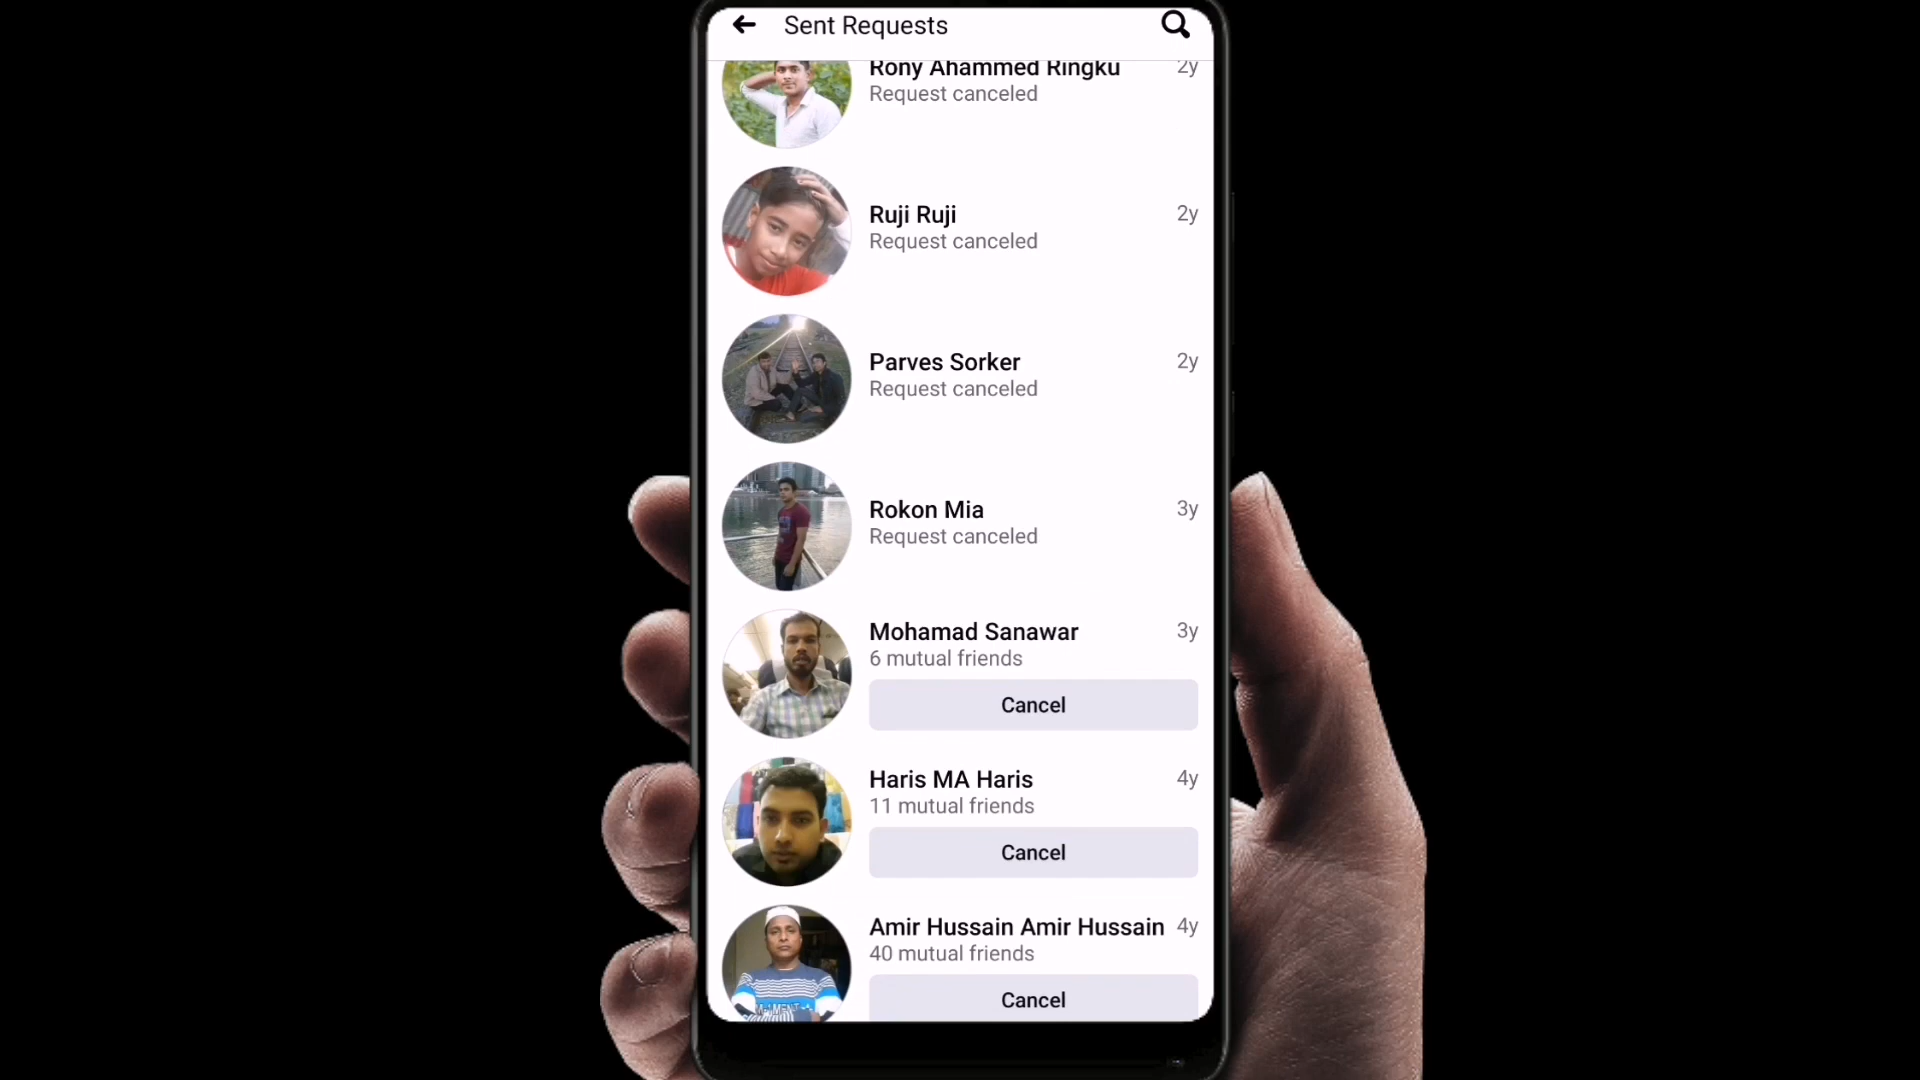 Sent Requests
Rony Ahammed Ringku 2y
Request canceled
Ruji Ruji 2y
Request canceled
Parves Sorker 2y
Request canceled
Rokon Mia 3y
Request canceled
Mohamad Sanawar 3y
6 mutual friends
Cancel
Haris MA Haris 4y
11 mutual friends
Cancel
Amir Hussain Amir Hussain 4y
40 mutual friends
Cancel